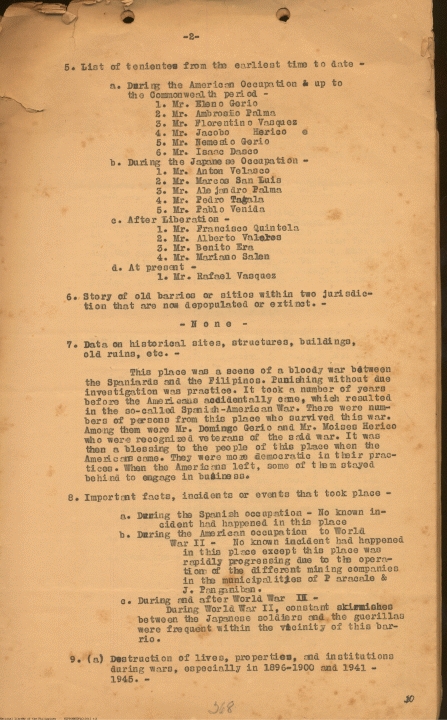 -2-
5. List of tenientes from the earliest time to date -
a. During the American Occupation & up to
the Commonwealth period -
1. Mr. Eleno Gerio
2. Mr. Ambrosio Palma
3. Mr. Florentino Vasquez
4. Mr. Jacobo Herico
5. Mr. Nemesio Gerio
6. Mr. Isaac Dasco
b. During the Japanese Occupation -
1. Mr. Anton Velasco
2. Mr. Marcos San Luis
3. Mr. Alejandro Palma
4. Mr. Pedro Tagala
5. Mr. Pablo Venida
c. After Liberation -
1. Mr. Francisco Quintela
2. Mr. Alberto Valeros
3. Mr. Benito Era
4. Mr. Mariano Salen
d. At present -
1. Mr. Rafael Vasquez
6. Story of old barrios or sitios within two jurisdic-
tion that are now depopulated or extinct. -
- N o n e -
7. Data on historical sites, structures, buildings,
old ruins, etc. -
This place was a scene of a bloody war between
the Spaniards and the Filipinos. Punishing without due
investigation was practice. It took a number of years
before the Americans accidentally came, which resulted
in the so-called Spanish-American War. There were num-
bers of persons from this place who survived this war.
Among them were Mr. Domingo Gerio and Mr. Moises Herico
who were recognized veterans of the said war. It was
then a blessing to the people of this place when the
Americans came. They were more democratic in their prac-
tices. When the Americans left, some of them stayed
behind to engage in business.
8. Important facts, incidents or events that took place -
a. During the Spanish occupation - No known in-
cident had happened in this place
b. During the American occupation to World
War II - No known incident had happened
in this place except this place was
rapidly progressing due to the opera-
tion of the different mining companies
in the municipalities of P aracale &
J. Panganiban.
c. During and after World War II -
During World War II, constant skirmishes
between the Japanese soldiers and the guerillas
were frequent within the vicinity of this bar-
rio.
9. (a) Destruction of lives, properties, and institutions
during wars, especially in 1896-1900 and 1941 -
1945. -
368
30